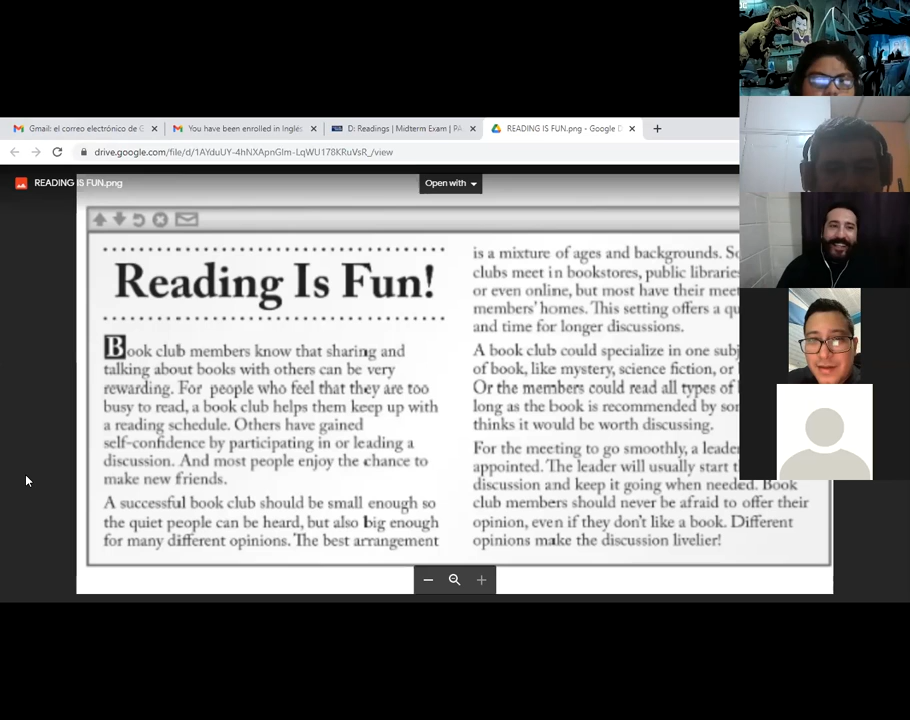 Gmail: el correo electrónico de G
You have been enrolled in Inglés
D: Readings | Midterm Exam | PA
READING IS FUN.png - Google D
drive.google.com/file/d/1AYduUY-4hNXApnGlm-LqWU178KRuVsR_/view
READING IS FUN.png
Open with
Reading Is Fun!
Book club members know that sharing and
talking about books with others can be very
rewarding. For people who feel that they are too
busy to read, a book club helps them keep up with
a reading schedule. Others have gained
self-confidence by participating in or leading a
discussion. And most people enjoy the chance to
make new friends.
A successful book club should be small enough so
the quiet people can be heard, but also big enough
for many different opinions. The best arrangement
is a mixture of ages and backgrounds. So
clubs meet in bookstores, public libraries
or even online, but most have their meet
members' homes. This setting offers a qu
and time for longer discussions.
A book club could specialize in one subj
of book, like mystery, science fiction, or
Or the members could read all types of
long as the book is recommended by som
thinks it would be worth discussing.
For the meeting to go smoothly, a leader
appointed. The leader will usually start t
discussion and keep it going when needed. Book
club members should never be afraid to offer their
opinion, even if they don't like a book. Different
opinions make the discussion livelier!